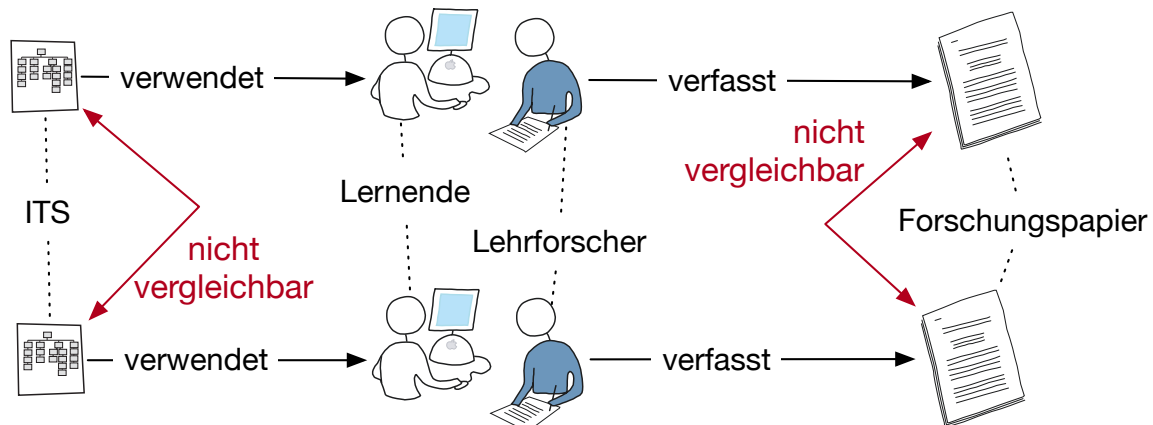 verwendet
verfasst
nicht
vergleichbar
Lernende
ITS
Forschungspapier
Lehrforscher
nicht
vergleichbar
verwendet
verfasst